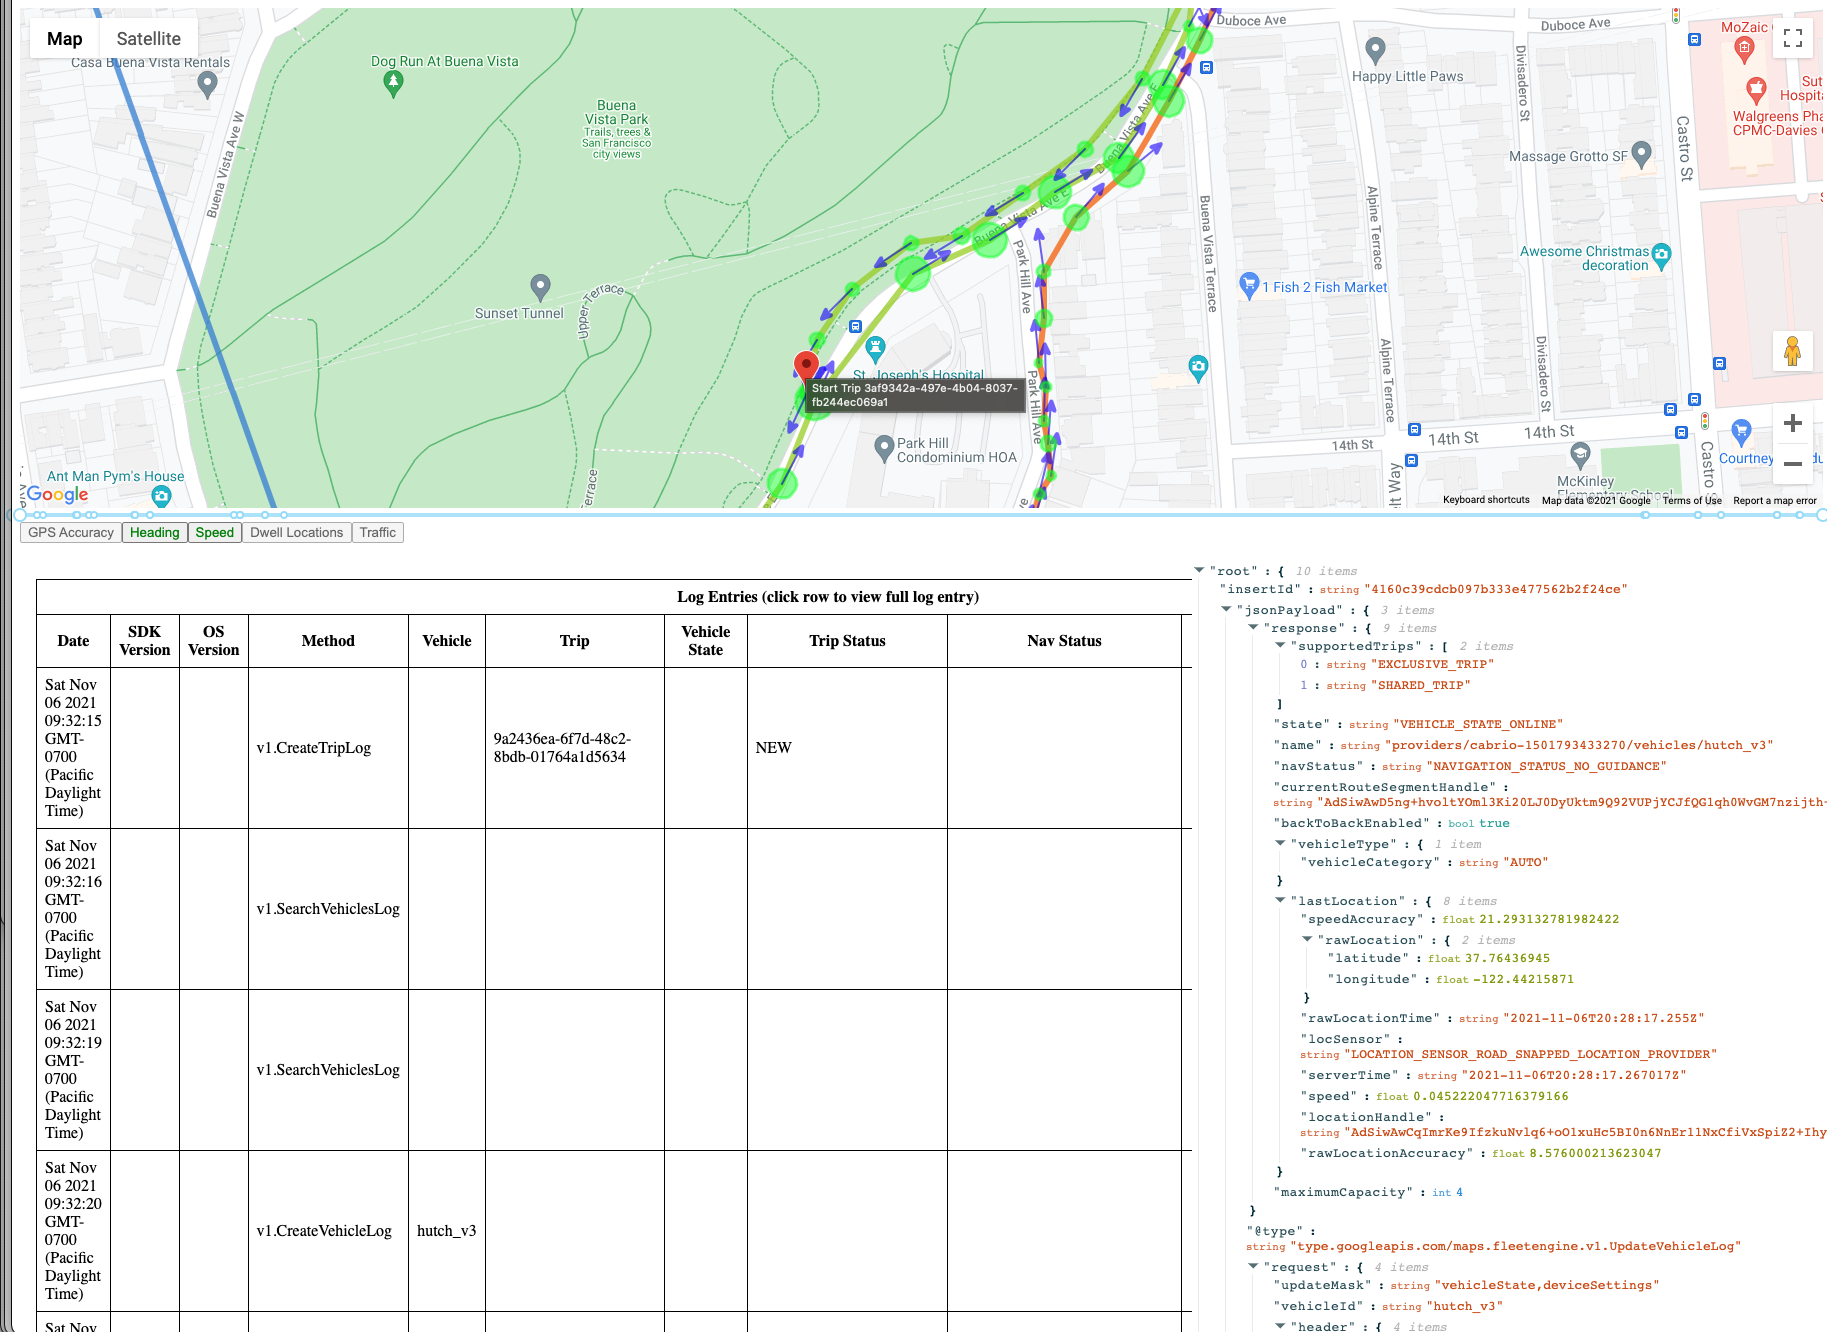 Map
Satellite
Casa Buena Vista Rentals
Dog Run At Buena Vista
Buena
Vista Park
Trails, trees &
San Francisco
city views
Buena Vista Ave W
Sunset Tunnel
Upper Terrace
Ant Man Pym's House
Google
Buena Vista Ave E
Buena Vista Ave E
St. Joseph's Hospital
Start Trip 3af9342a-497e-4b04-8037-
fb244ec069a1
Park Hill
Condominium HOA
Park Hill Ave
Park Hill Ave
Buena Vista Terrace
Duboce Ave
Duboce Ave
Happy Little Paws
Divisadero St
Divisadero St
Alpine Terrace
Alpine Terrace
Castro St
Massage Grotto SF
MoZaic
Walgreens Pha
CPMC-Davies
Awesome Christmas
decoration
1 Fish 2 Fish Market
14th St
14th St
14th St
McKinley
Elementary School
Keyboard shortcuts
Map data ©2021 Google
Terms of Use
Report a map error
GPS Accuracy
Heading
Speed
Dwell Locations
Traffic
Log Entries (click row to view full log entry)
Date
SDK
Version
OS
Version
Method
Vehicle
Trip
Vehicle
State
Trip Status
Nav Status
Sat Nov
06 2021
09:32:15
GMT-
0700
(Pacific
Daylight
Time)
v1.CreateTripLog
9a2436ea-6f7d-48c2-
8bdb-01764a1d5634
NEW
Sat Nov
06 2021
09:32:16
GMT-
0700
(Pacific
Daylight
Time)
v1.SearchVehiclesLog
Sat Nov
06 2021
09:32:19
GMT-
0700
(Pacific
Daylight
Time)
v1.SearchVehiclesLog
Sat Nov
06 2021
09:32:20
GMT-
0700
(Pacific
Daylight
Time)
v1.CreateVehicleLog
hutch_v3
Sat Nov
"root" : { 10 items
"insertId" : string "4160c39cdcb097b333e477562b2f24ce"
"jsonPayload" : { 3 items
"response" : { 9 items
"supportedTrips" : [ 2 items
0 : string "EXCLUSIVE_TRIP"
1 : string "SHARED_TRIP"
]
"state" : string "VEHICLE_STATE_ONLINE"
"name" : string "providers/cabrio-1501793433270/vehicles/hutch_v3"
"navStatus" : string "NAVIGATION_STATUS_NO_GUIDANCE"
"currentRouteSegmentHandle" :
string "AdSiwAwD5ng+hvoltYOml3Ki20LJ0DyUktm9Q92VUPjYCJfQG1qh0WvGM7nzijth-
"backToBackEnabled" : bool true
"vehicleType" : { 1 item
"vehicleCategory" : string "AUTO"
}
"lastLocation" : { 8 items
"speedAccuracy" : float 21.293132781982422
"rawLocation" : { 2 items
"latitude" : float 37.76436945
"longitude" : float -122.44215871
}
"rawLocationTime" : string "2021-11-06T20:28:17.255Z"
"locSensor" :
string "LOCATION_SENSOR_ROAD_SNAPPED_LOCATION_PROVIDER"
"serverTime" : string "2021-11-06T20:28:17.267017Z"
"speed" : float 0.045222047716379166
"locationHandle" :
string "AdSiwAwCqImrKe9IfzkuNvlq6+oO1xuHc5BI0n6NnEr11NxCfiVxSpiZ2+Ihy
"rawLocationAccuracy" : float 8.576000213623047
}
"maximumCapacity" : int 4
}
"@type" :
string "type.googleapis.com/maps.fleetengine.v1.UpdateVehicleLog"
"request" : { 4 items
"updateMask" : string "vehicleState,deviceSettings"
"vehicleId" : string "hutch_v3"
"header" : { 4 items